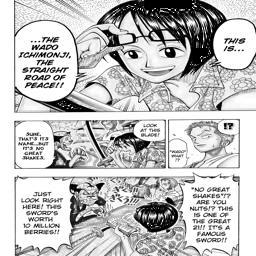 THIS
IS...
...THE
WADO
ICHIMONJI,
THE
STRAIGHT
ROAD OF
PEACE!!
!?
"WADO"
WHAT
!?
LOOK
AT THIS
BLADE!
SURE,
THAT'S IT'S
NAME...BUT
IT'S NO
GREAT
SHAKES.
"NO GREAT
SHAKES"!?
ARE YOU
NUTS!? THIS
IS ONE OF
THE GREAT
21!! IT'S A
FAMOUS
SWORD!!
JUST
LOOK RIGHT
HERE! THIS
SWORD'S
WORTH
10 MILLION
BERRIES!!